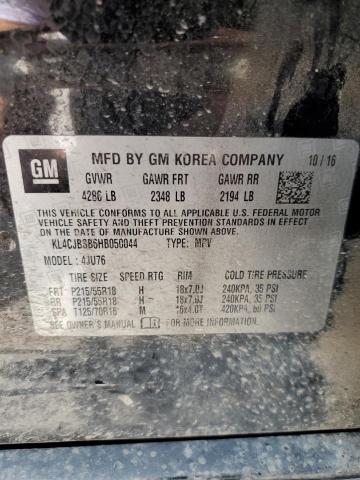 GM
MFD BY GM KOREA COMPANY 10/16
GVWR GAWR FRT GAWR RR
4286 LB 2348 LB 2194 LB
THIS VEHICLE CONFORMS TO ALL APPLICABLE U.S. FEDERAL MOTOR
VEHICLE SAFETY AND THEFT PREVENTION STANDARDS IN EFFECT ON THE
DATE OF MANUFACTURE SHOWN ABOVE.
KL4CJBSB6HB050044 TYPE: MPV
MODEL: 4JU76
TIRE SIZE SPEED RTG RIM COLD TIRE PRESSURE
FRT P215/55R18 H 18x7.0J 240KPA, 35 PSI
RR P215/55R18 H 18x7.0J 240KPA, 35 PSI
SPA T125/70R16 M 16x4.0T 420KPA, 60 PSI
SEE OWNER'S MANUAL